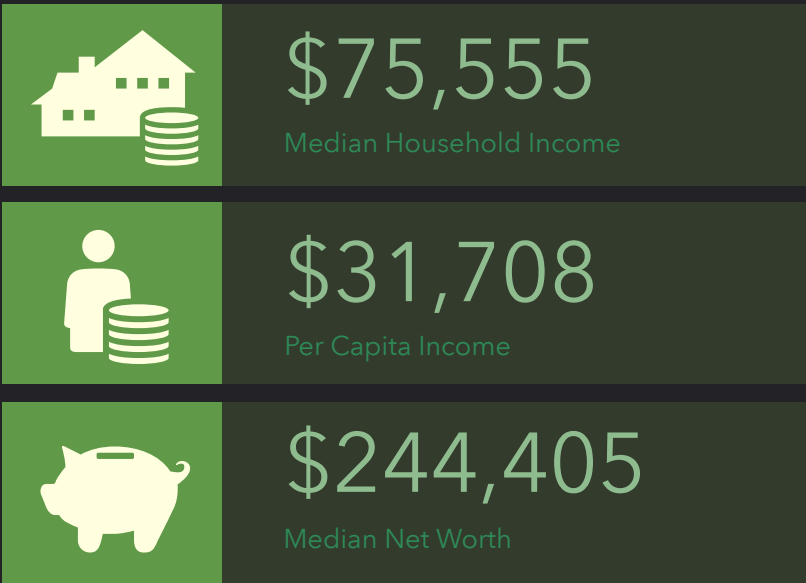 $75,555
Median Household Income
$31,708
Per Capita Income
$244,405
Median Net Worth